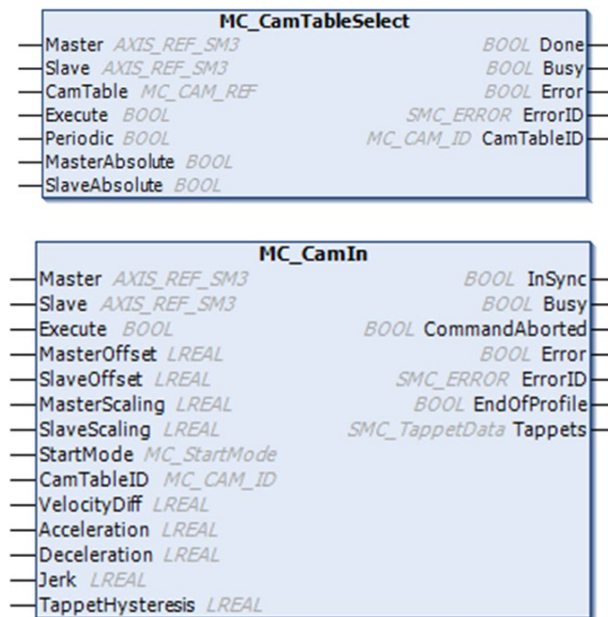 MC_CamTableSelect
Master AXIS_REF_SM3 BOOL Done
Slave AXIS_REF_SM3 BOOL Busy
CamTable MC_CAM_REF BOOL Error
Execute BOOL SMC_ERROR ErrorID
Periodic BOOL MC_CAM_ID CamTableID
MasterAbsolute BOOL
SlaveAbsolute BOOL
MC_CamIn
Master AXIS_REF_SM3 BOOL InSync
Slave AXIS_REF_SM3 BOOL Busy
Execute BOOL BOOL CommandAborted
MasterOffset LREAL BOOL Error
SlaveOffset LREAL SMC_ERROR ErrorID
MasterScaling LREAL BOOL EndOfProfile
SlaveScaling LREAL SMC_TappetData Tappets
StartMode MC_StartMode
CamTableID MC_CAM_ID
VelocityDiff LREAL
Acceleration LREAL
Deceleration LREAL
Jerk LREAL
TappetHysteresis LREAL